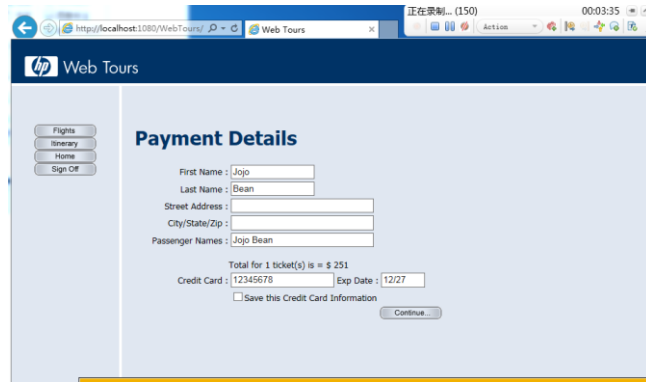 正在录制... (150) 00:03:35
http://localhost:1080/WebTours/ Web Tours
Action
hp Web Tours
Flights
Itinerary
Home
Sign Off
Payment Details
First Name : Jojo
Last Name : Bean
Street Address :
City/State/Zip :
Passenger Names : Jojo Bean
Total for 1 ticket(s) is = $ 251
Credit Card : 12345678 Exp Date : 12/27
Save this Credit Card Information
Continue...